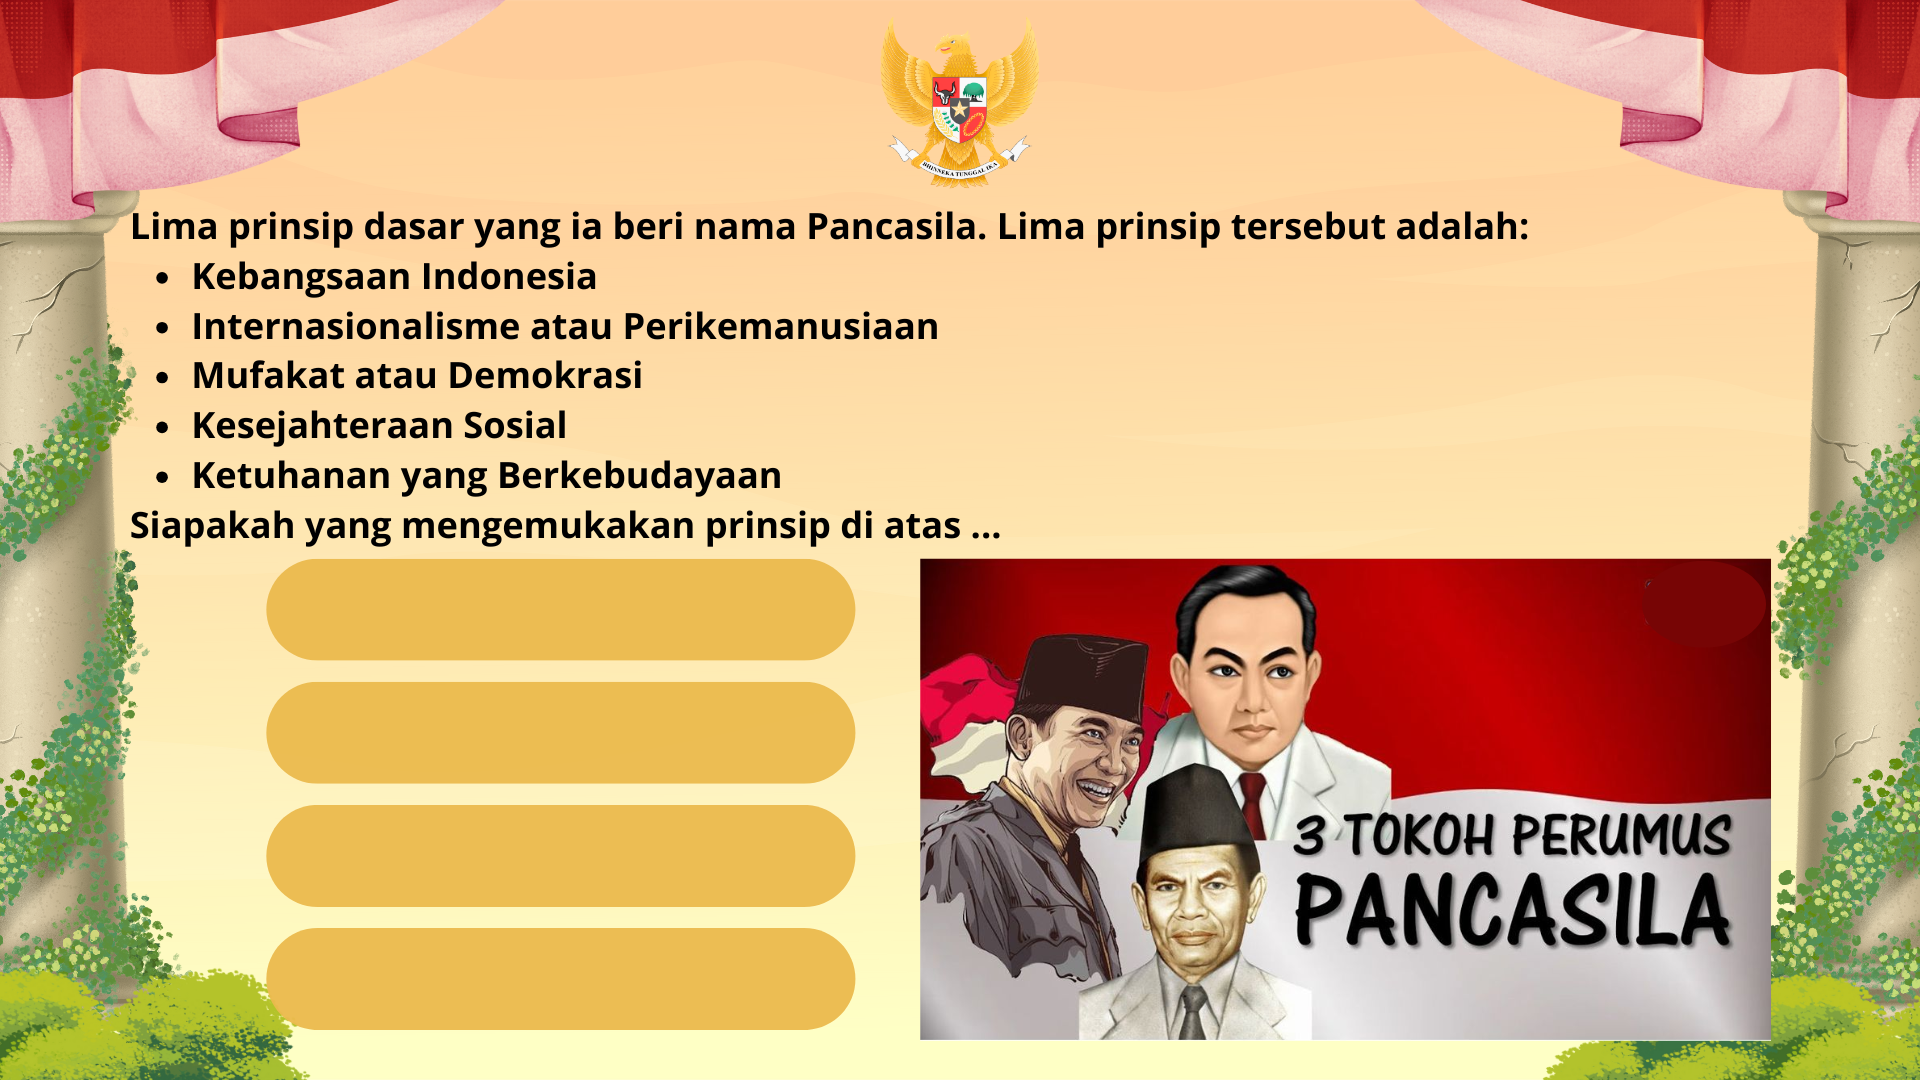 BHINNEKA TUNGGAL IKA
Lima prinsip dasar yang ia beri nama Pancasila. Lima prinsip tersebut adalah:
• Kebangsaan Indonesia
• Internasionalisme atau Perikemanusiaan
• Mufakat atau Demokrasi
• Kesejahteraan Sosial
• Ketuhanan yang Berkebudayaan
Siapakah yang mengemukakan prinsip di atas ...
3 TOKOH PERUMUS
PANCASILA